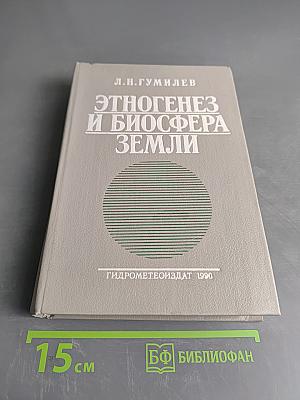 Л.Н.ГУМИЛЕВ
ЭТНОГЕНЕЗ
И БИОСФЕРА
ЗЕМЛИ
ГИДРОМЕТЕОИЗДАТ 1990
15 см
БФ БИБЛИОФАН